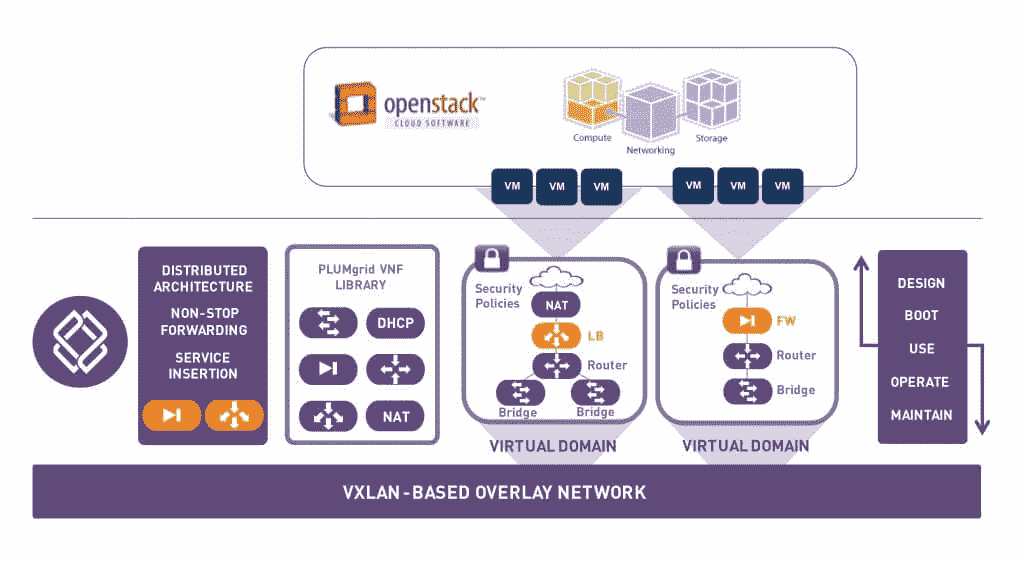 openstack™
CLOUD SOFTWARE
Compute
Networking
Storage
VM
VM
VM
VM
VM
VM
DISTRIBUTED
ARCHITECTURE
NON-STOP
FORWARDING
SERVICE
INSERTION
PLUMgrid VNF
LIBRARY
DHCP
NAT
Security
Policies
NAT
LB
Router
Bridge
Bridge
VIRTUAL DOMAIN
Security
Policies
FW
Router
Bridge
VIRTUAL DOMAIN
DESIGN
BOOT
USE
OPERATE
MAINTAIN
VXLAN-BASED OVERLAY NETWORK